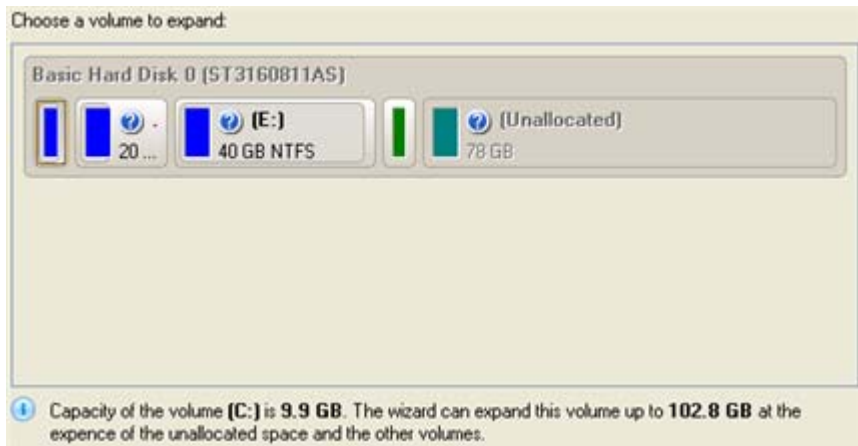 Choose a volume to expand:
Basic Hard Disk 0 (ST3160811AS)
20 ...
(E:)
40 GB NTFS
(Unallocated)
78 GB
Capacity of the volume (C:) is 9.9 GB. The wizard can expand this volume up to 102.8 GB at the
expence of the unallocated space and the other volumes.